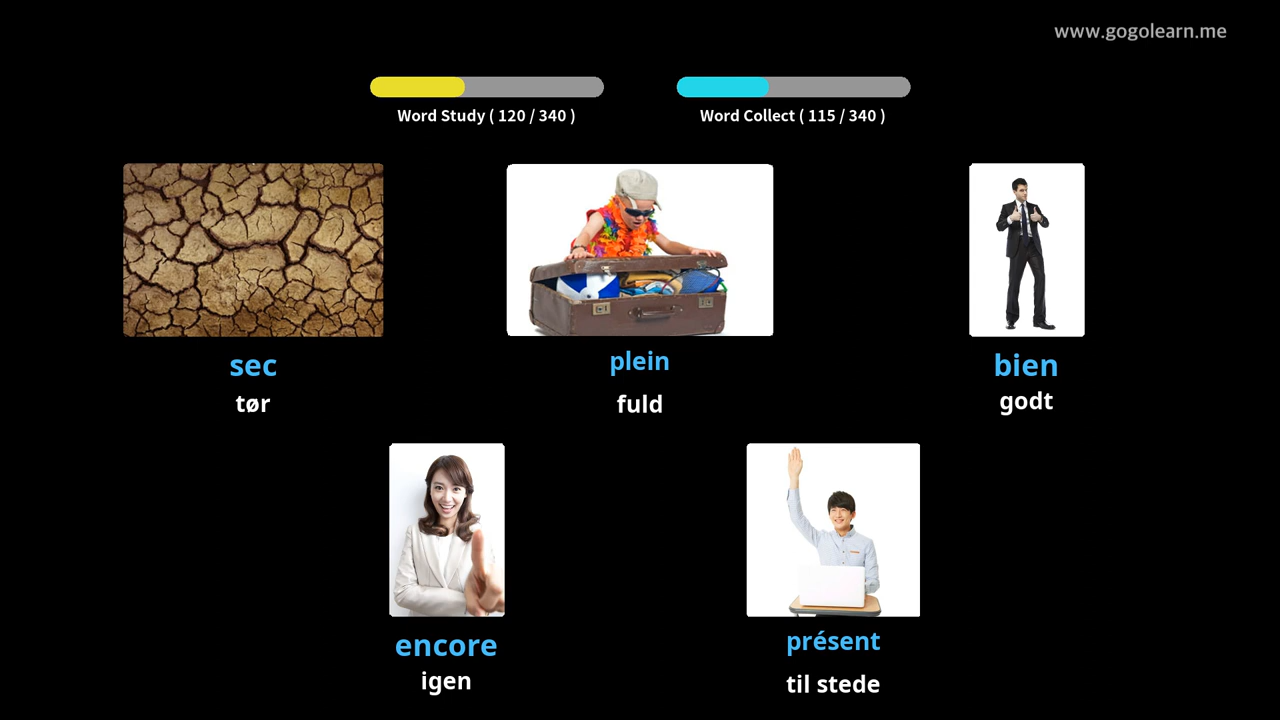 www.gogolearn.me
Word Study ( 120 / 340 )
Word Collect ( 115 / 340 )
sec
tør
plein
fuld
bien
godt
encore
igen
présent
til stede